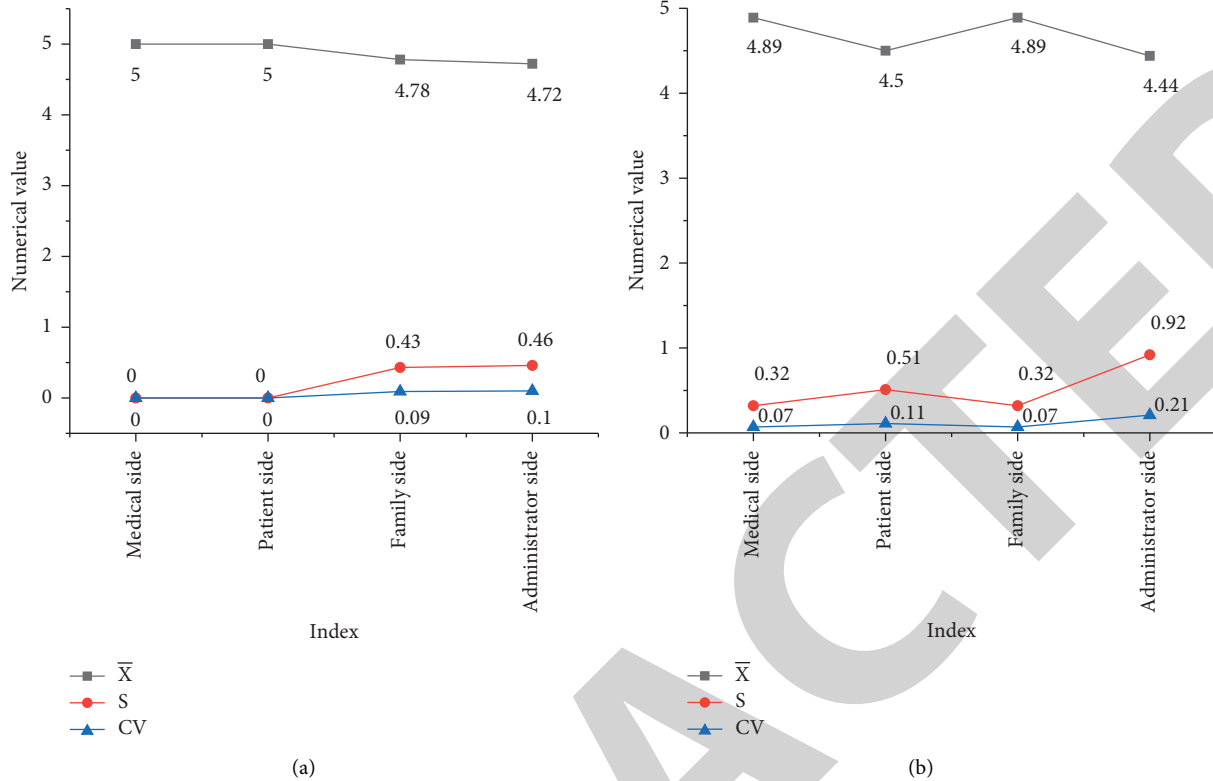 5
4
3
2
1
0
Numerical value
5
5
4.78
4.72
0
0
0.43
0.46
0
0
0.09
0.1
Medical side
Patient side
Family side
Administrator side
Index
X̅
S
CV
(a)
5
4
3
2
1
0
Numerical value
4.89
4.5
4.89
4.44
0.32
0.51
0.32
0.92
0.07
0.11
0.07
0.21
Medical side
Patient side
Family side
Administrator side
Index
X̅
S
CV
(b)
ACTED